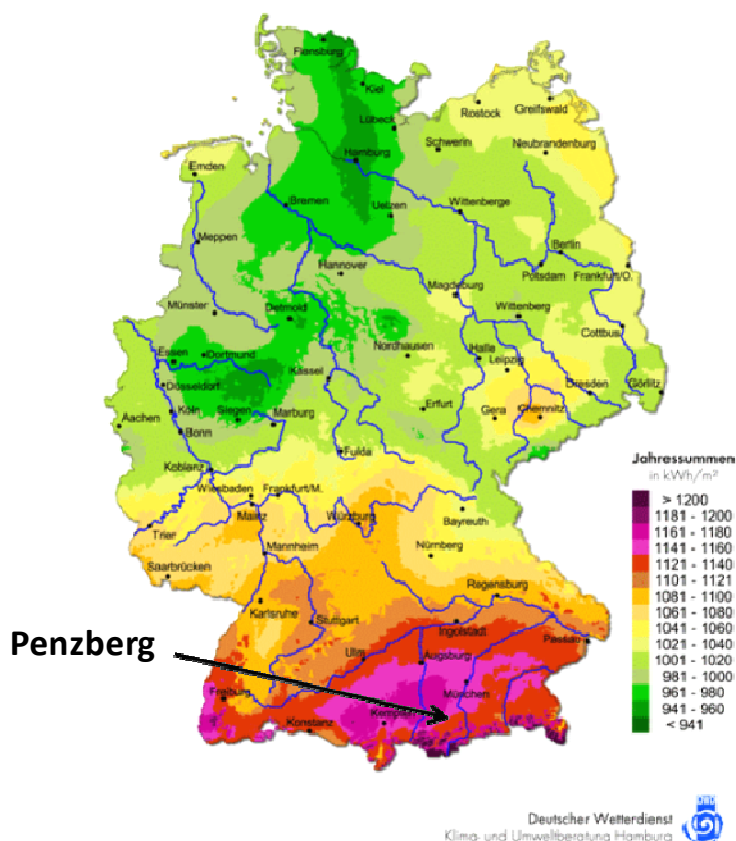 Flensburg
Kiel
Rostock
Greifswald
Lübeck
Schwerin
Neubrandenburg
Hamburg
Emden
Bremen
Uelzen
Wittenberge
Meppen
Berlin
Hannover
Potsdam
Frankfurt/O.
Magdeburg
Münster
Detmold
Wittenberg
Cottbus
Essen
Dortmund
Nordhausen
Halle
Leipzig
Kassel
Düsseldorf
Dresden
Görlitz
Köln
Siegen
Erfurt
Gera
Chemnitz
Aachen
Marburg
Bonn
Fulda
Koblenz
Jahressummen
in kWh/m²
Wiesbaden
Frankfurt/M.
> 1200
1181 - 1200
1161 - 1180
1141 - 1160
1121 - 1140
1101 - 1121
1081 - 1100
1061 - 1080
1041 - 1060
1021 - 1040
1001 - 1020
981 - 1000
961 - 980
941 - 960
< 941
Mainz
Würzburg
Bayreuth
Trier
Mannheim
Nürnberg
Saarbrücken
Regensburg
Karlsruhe
Stuttgart
Ingolstadt
Passau
Penzberg
Ulm
Augsburg
Freiburg
München
Konstanz
Kempten
DWD
Deutscher Wetterdienst
Klima- und Umweltberatung Hamburg